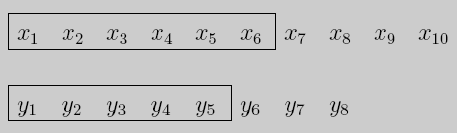 x₁ x₂ x₃ x₄ x₅ x₆ x₇ x₈ x₉ x₁₀
y₁ y₂ y₃ y₄ y₅ y₆ y₇ y₈